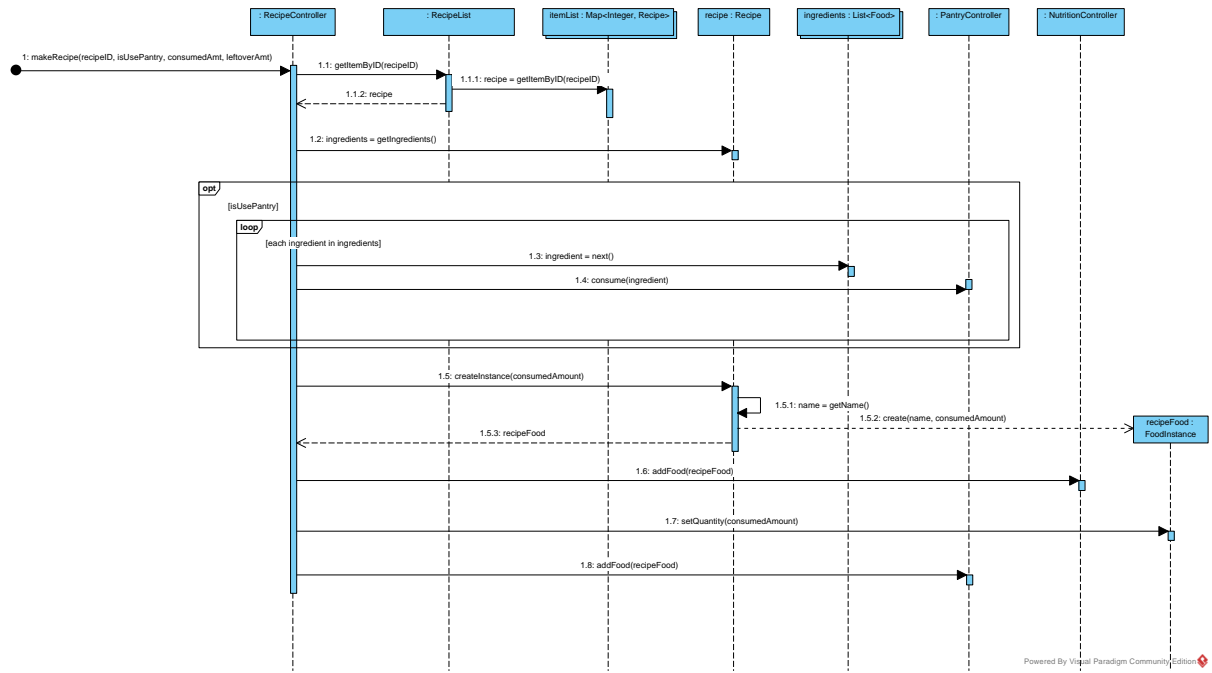 : RecipeController
: RecipeList
itemList : Map<Integer, Recipe>
recipe : Recipe
ingredients : List<Food>
: PantryController
: NutritionController
1: makeRecipe(recipeID, isUsePantry, consumedAmt, leftoverAmt)
1.1: getItemByID(recipeID)
1.1.1: recipe = getItemByID(recipeID)
1.1.2: recipe
1.2: ingredients = getIngredients()
opt
[isUsePantry]
loop
[each ingredient in ingredients]
1.3: ingredient = next()
1.4: consume(ingredient)
1.5: createInstance(consumedAmount)
1.5.1: name = getName()
1.5.2: create(name, consumedAmount)
recipeFood :
FoodInstance
1.5.3: recipeFood
1.6: addFood(recipeFood)
1.7: setQuantity(consumedAmount)
1.8: addFood(recipeFood)
Powered By Visual Paradigm Community Edition